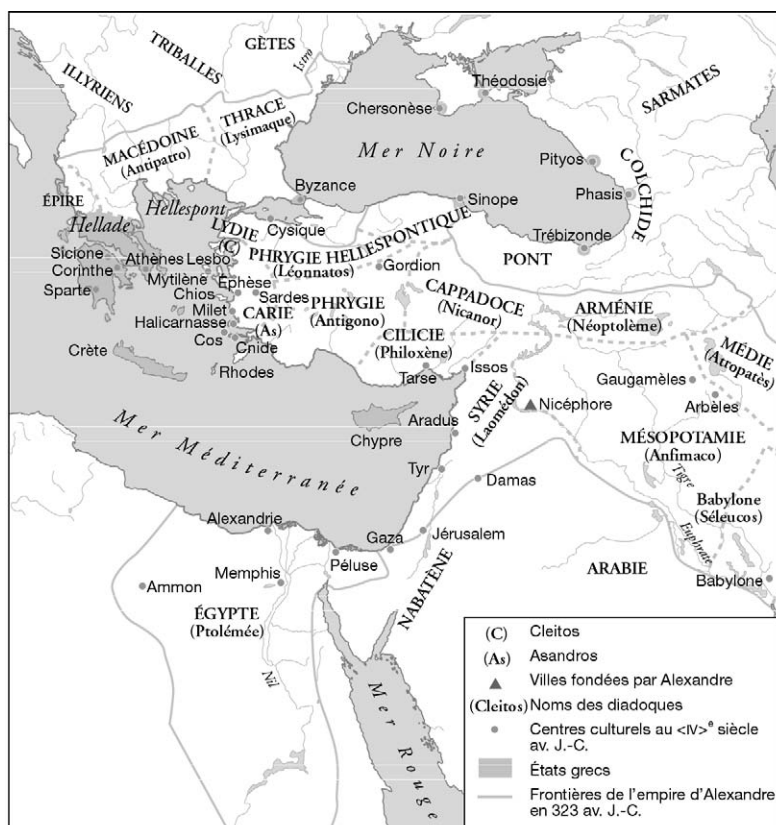 GÈTES
TRIBALLES
ILLYRIENS
Istro
Théodosie
SARMATES
Chersonèse
THRACE
(Lysimaque)
MACÉDOINE
(Antipatro)
Mer Noire
Pityos
COLCHIDE
Phasis
Byzance
Sinope
ÉPIRE
Hellespont
Hellade
Cysique
LYDIE
(C)
PHRYGIE HELLESPONTIQUE
(Léonnatos)
Trébizonde
PONT
Sicione
Corinthe
Athènes
Lesbo
Gordion
Sparte
Mytilène
Chios
Éphèse
Sardes
PHRYGIE
(Antigono)
CAPPADOCE
(Nicanor)
ARMÉNIE
(Néoptolème)
Milet
CARIE
(As)
Halicarnasse
Cos
Cnide
CILICIE
(Philoxène)
MÉDIE
(Atropatès)
Crète
Rhodes
Tarse
Issos
Gaugamèles
SYRIE
(Laomédon)
Nicéphore
Arbèles
Chypre
Aradus
MÉSOPOTAMIE
(Anfimaco)
Mer Méditerranée
Tyr
Damas
Tigre
Babylone
(Séleucos)
Alexandrie
Gaza
Jérusalem
Euphrate
Péluse
Ammon
Memphis
NABATÈNE
ARABIE
Babylone
ÉGYPTE
(Ptolémée)
Nil
Mer Rouge
(C) Cleitos
(As) Asandros
Villes fondées par Alexandre
(Cleitos) Noms des diadoques
Centres culturels au <IV>e siècle
av. J.-C.
États grecs
Frontières de l'empire d'Alexandre
en 323 av. J.-C.